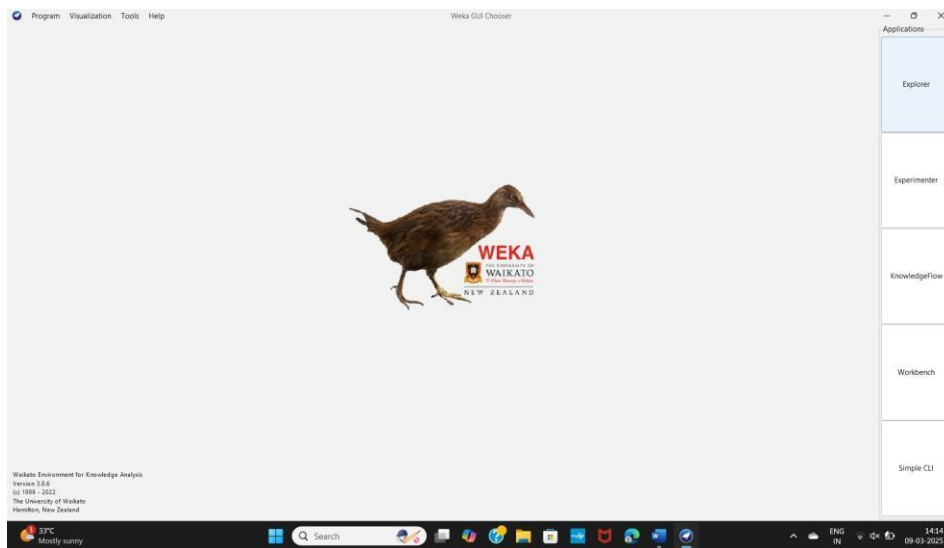 Program Visualization Tools Help
Weka GUI Chooser
Applications
Explorer
Experimenter
KnowledgeFlow
Workbench
Simple CLI
WEKA
THE UNIVERSITY OF
WAIKATO
NEW ZEALAND
Waikato Environment for Knowledge Analysis
Version 3.8.6
(c) 1999 - 2022
The University of Waikato
Hamilton, New Zealand
3
33°C
Mostly sunny
Search
ENG
IN
14:14
09-03-2025